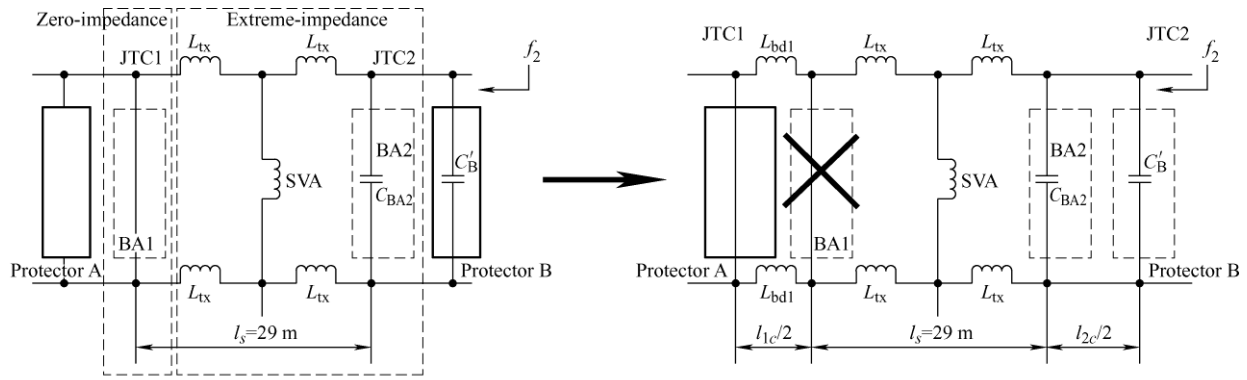 Zero-impedance
Extreme-impedance
JTC1
L_tx
L_tx
JTC2
f_2
BA2
C'_B
SVA
C_BA2
BA1
Protector A
Protector B
L_tx
L_tx
l_s=29 m
JTC1
L_bd1
L_tx
L_tx
JTC2
f_2
BA2
C'_B
SVA
C_BA2
BA1
Protector A
Protector B
L_bd1
L_tx
L_tx
l_1c/2
l_s=29 m
l_2c/2